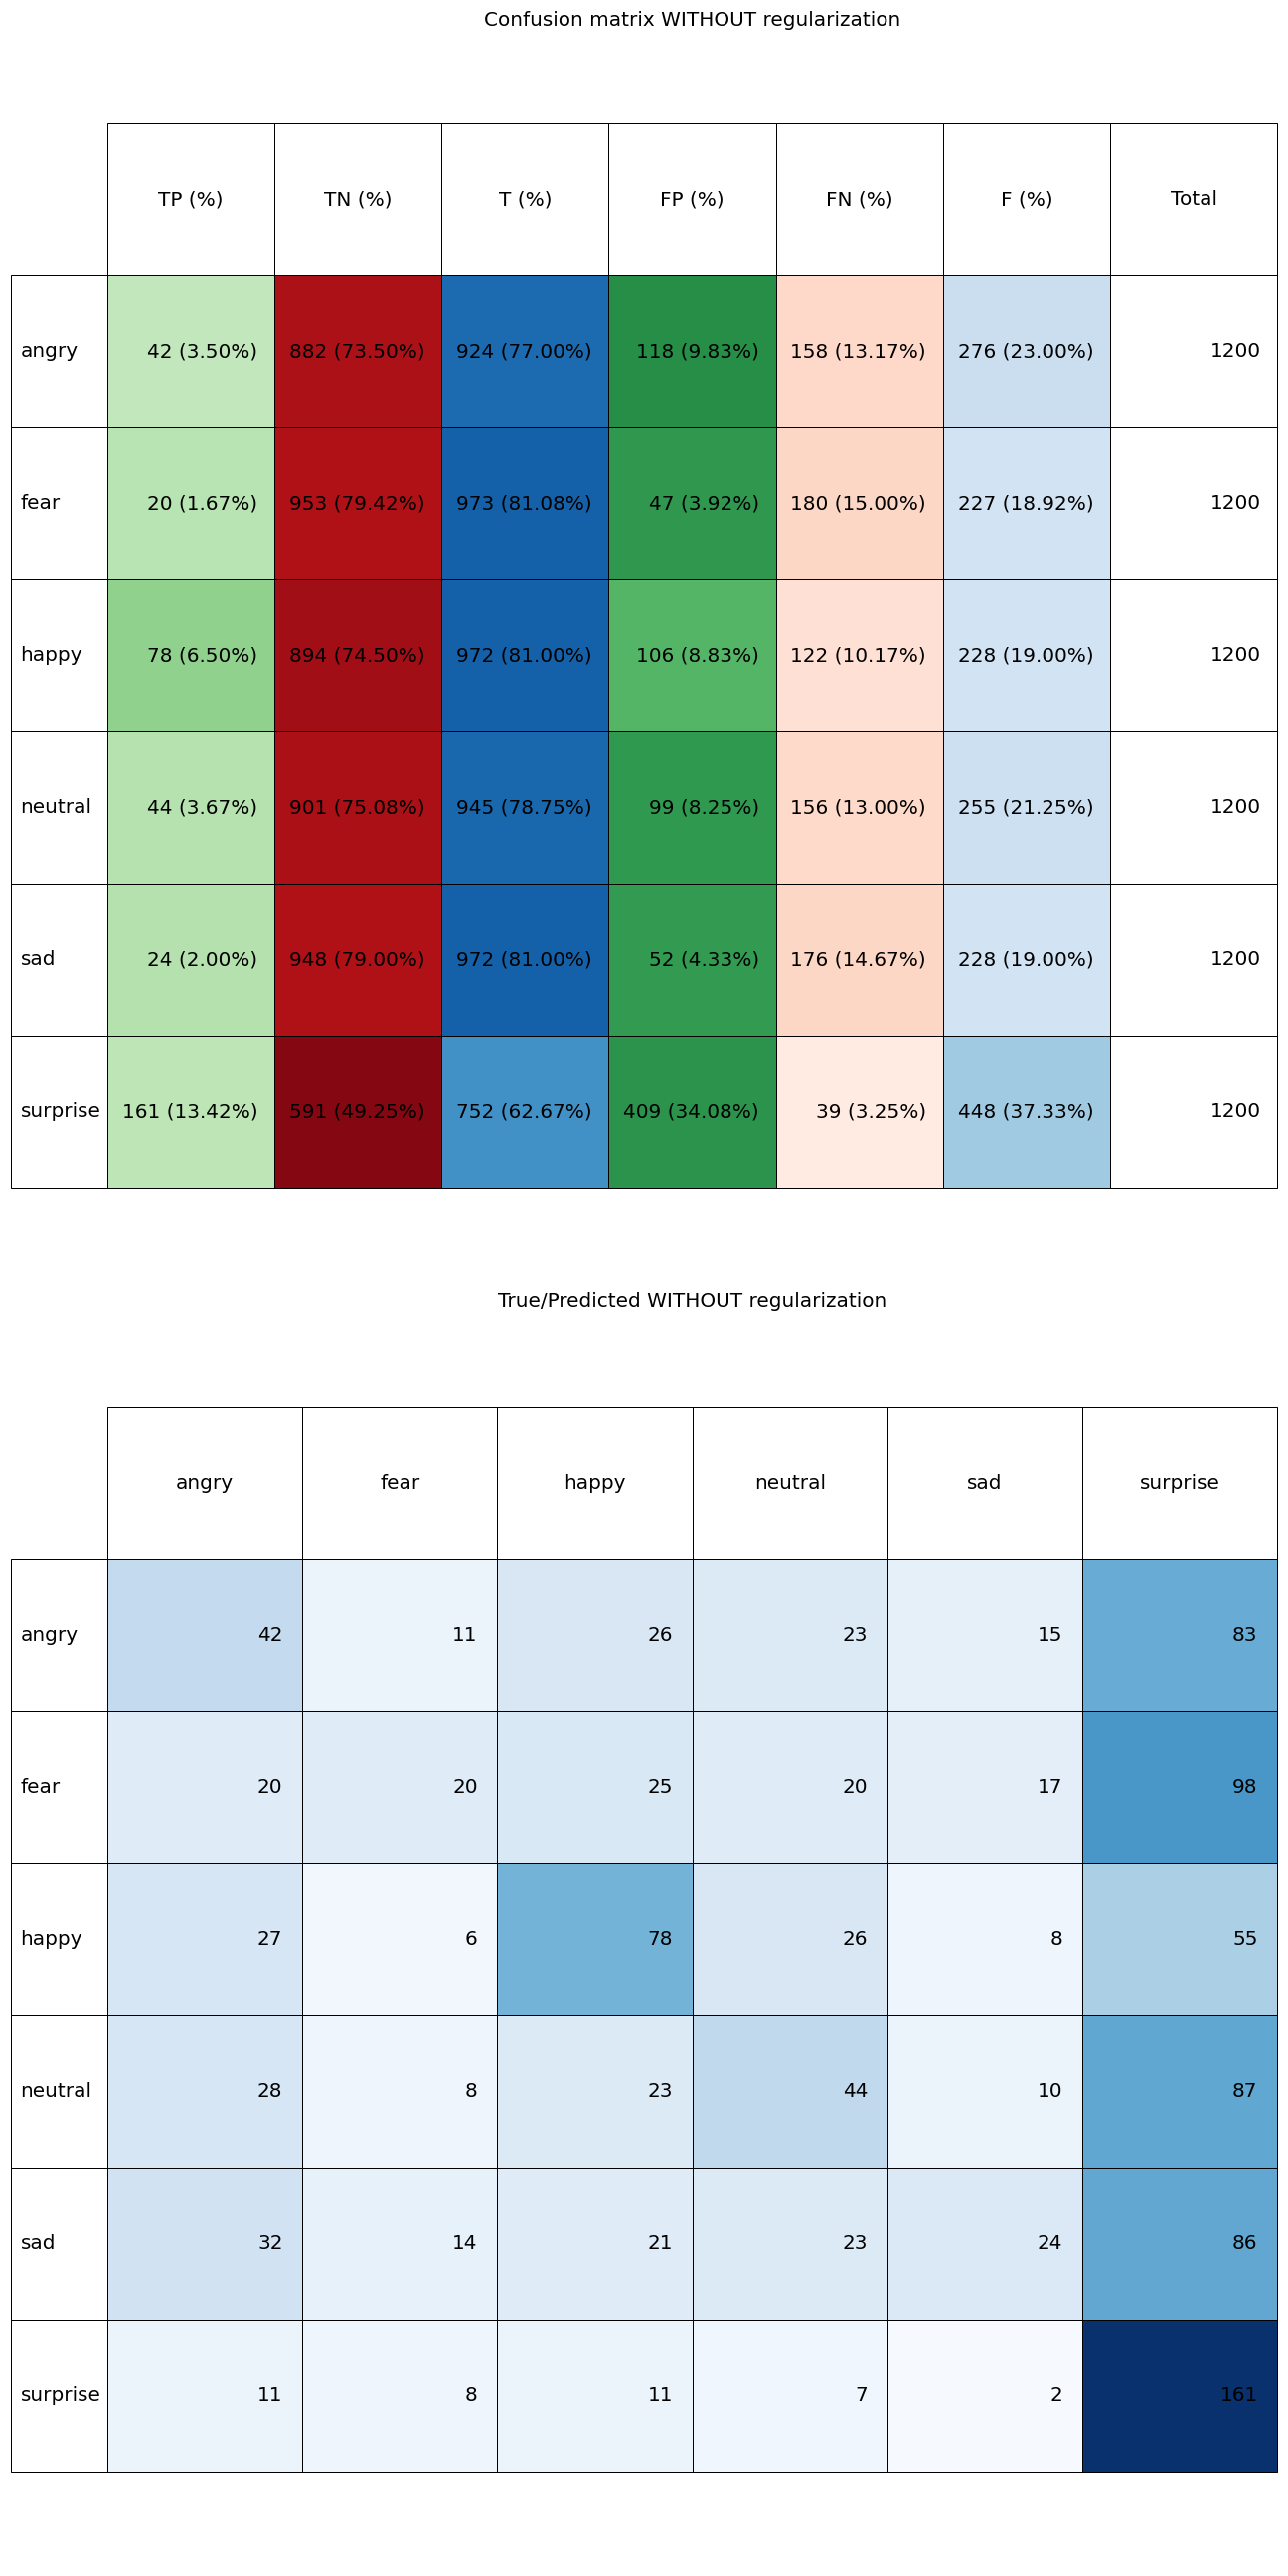 Confusion matrix WITHOUT regularization
TP (%) TN (%) T (%) FP (%) FN (%) F (%) Total
angry 42 (3.50%) 882 (73.50%) 924 (77.00%) 118 (9.83%) 158 (13.17%) 276 (23.00%) 1200
fear 20 (1.67%) 953 (79.42%) 973 (81.08%) 47 (3.92%) 180 (15.00%) 227 (18.92%) 1200
happy 78 (6.50%) 894 (74.50%) 972 (81.00%) 106 (8.83%) 122 (10.17%) 228 (19.00%) 1200
neutral 44 (3.67%) 901 (75.08%) 945 (78.75%) 99 (8.25%) 156 (13.00%) 255 (21.25%) 1200
sad 24 (2.00%) 948 (79.00%) 972 (81.00%) 52 (4.33%) 176 (14.67%) 228 (19.00%) 1200
surprise 161 (13.42%) 591 (49.25%) 752 (62.67%) 409 (34.08%) 39 (3.25%) 448 (37.33%) 1200
True/Predicted WITHOUT regularization
angry fear happy neutral sad surprise
angry 42 11 26 23 15 83
fear 20 20 25 20 17 98
happy 27 6 78 26 8 55
neutral 28 8 23 44 10 87
sad 32 14 21 23 24 86
surprise 11 8 11 7 2 161